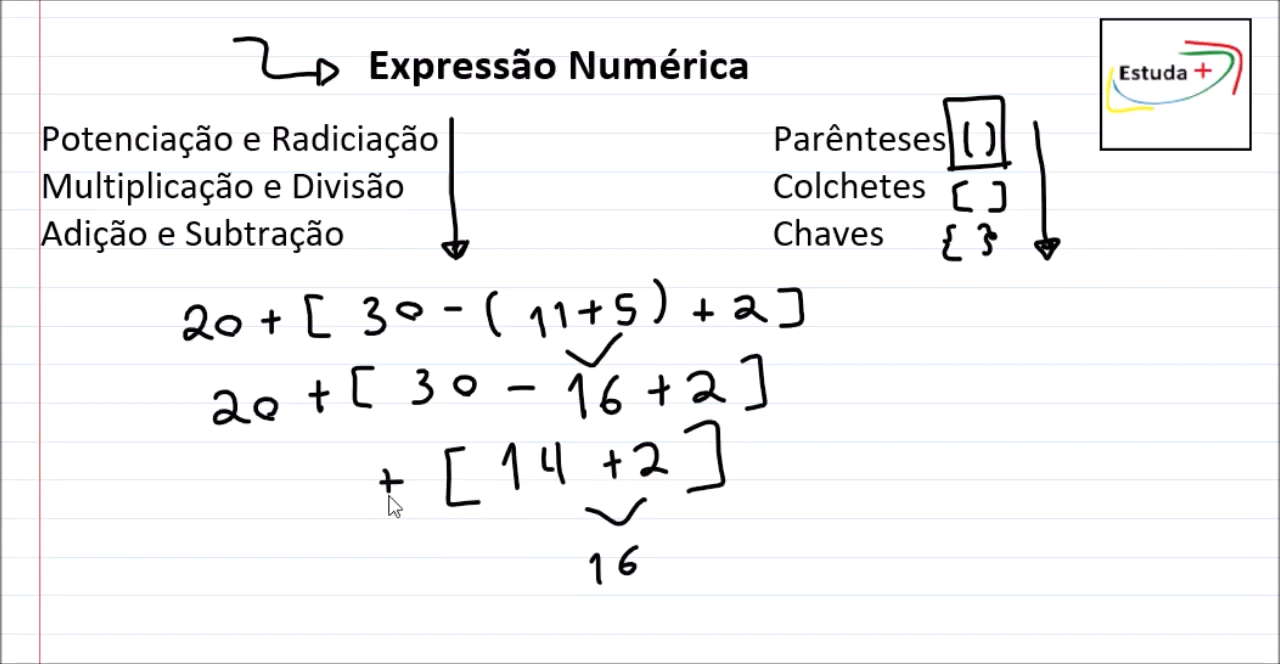 Expressão Numérica
Estuda +
Potenciação e Radiciação
Multiplicação e Divisão
Adição e Subtração
Parênteses ( )
Colchetes [ ]
Chaves { }
20 + [ 30 - ( 11 + 5 ) + 2 ]
20 + [ 30 - 16 + 2 ]
+ [ 14 + 2 ]
16